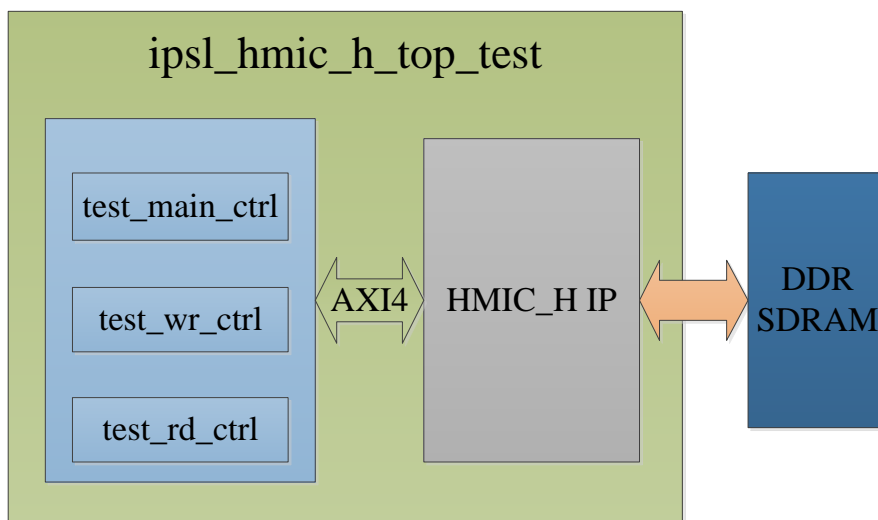 ipsl_hmic_h_top_test
test_main_ctrl
test_wr_ctrl
test_rd_ctrl
AXI4
HMIC_H IP
DDR
SDRAM